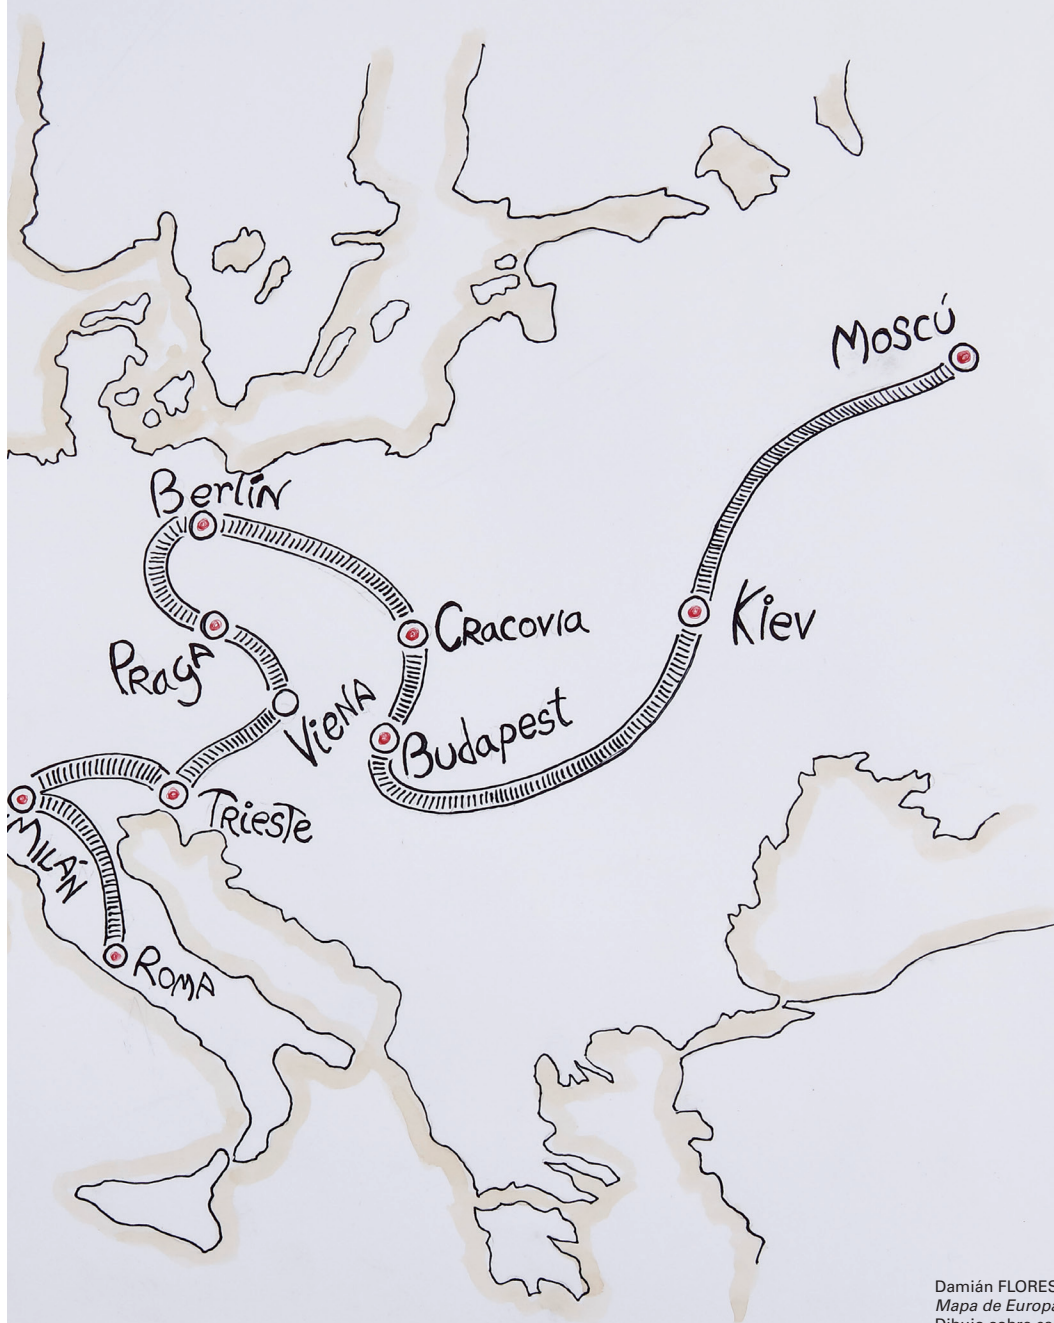 MOSCÚ
Berlín
Kiev
CRACOVIA
PRAgA
VieNA
Budapest
TRiesTe
MILÁN
ROMA
Damián FLORES
Mapa de Europa